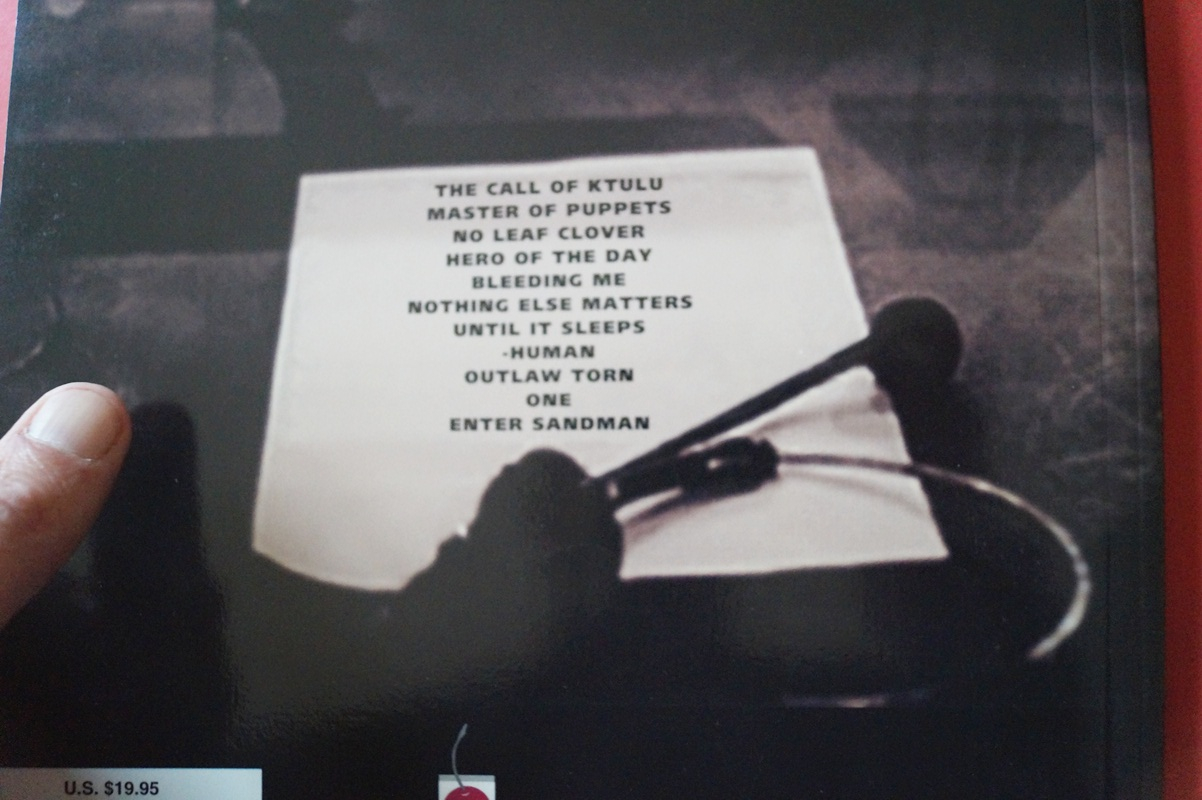 THE CALL OF KTULU
MASTER OF PUPPETS
NO LEAF CLOVER
HERO OF THE DAY
BLEEDING ME
NOTHING ELSE MATTERS
UNTIL IT SLEEPS
-HUMAN
OUTLAW TORN
ONE
ENTER SANDMAN
U.S. $19.95